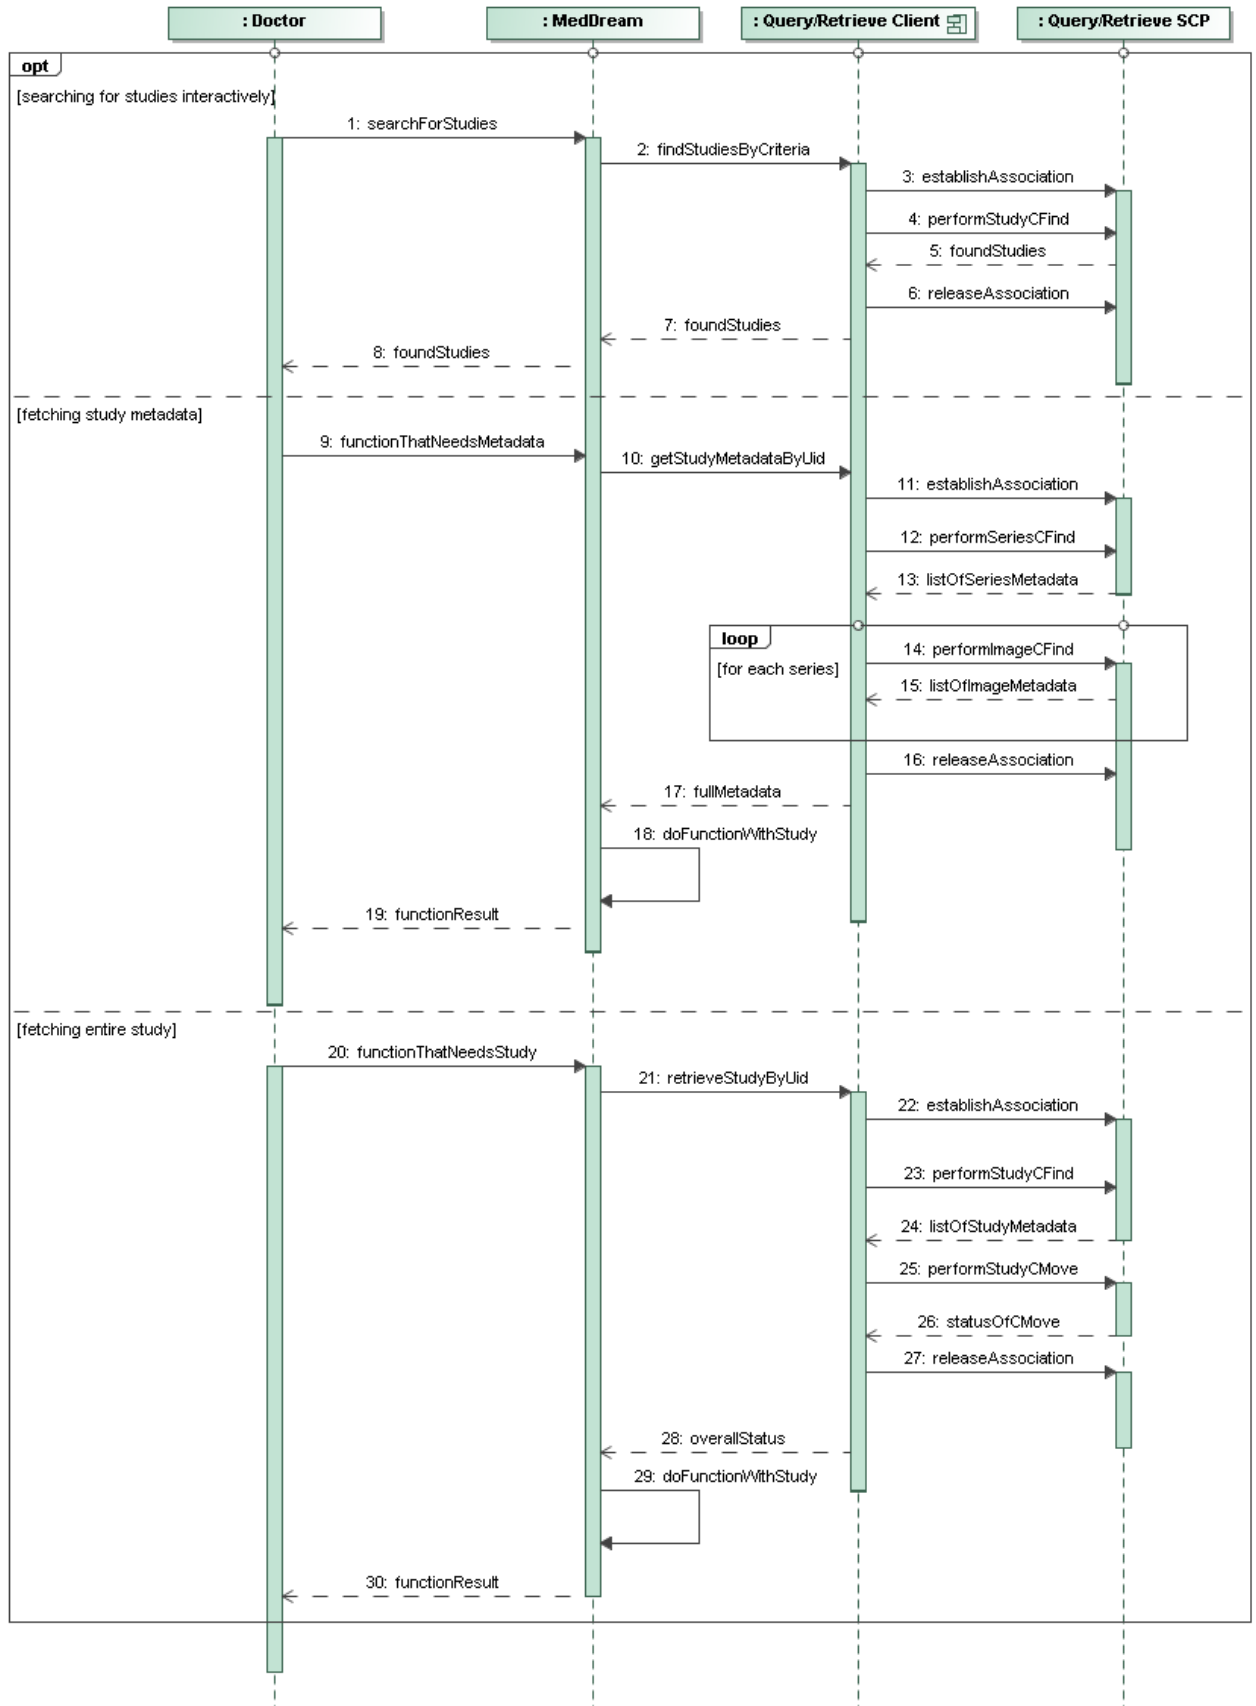 : Doctor
: MedDream
: Query/Retrieve Client
: Query/Retrieve SCP
opt
[searching for studies interactively]
1: searchForStudies
2: findStudiesByCriteria
3: establishAssociation
4: performStudyCFind
5: foundStudies
6: releaseAssociation
7: foundStudies
8: foundStudies
[fetching study metadata]
9: functionThatNeedsMetadata
10: getStudyMetadataByUid
11: establishAssociation
12: performSeriesCFind
13: listOfSeriesMetadata
loop
[for each series]
14: performImageCFind
15: listOfImageMetadata
16: releaseAssociation
17: fullMetadata
18: doFunctionWithStudy
19: functionResult
[fetching entire study]
20: functionThatNeedsStudy
21: retrieveStudyByUid
22: establishAssociation
23: performStudyCFind
24: listOfStudyMetadata
25: performStudyCMove
26: statusOfCMove
27: releaseAssociation
28: overallStatus
29: doFunctionWithStudy
30: functionResult